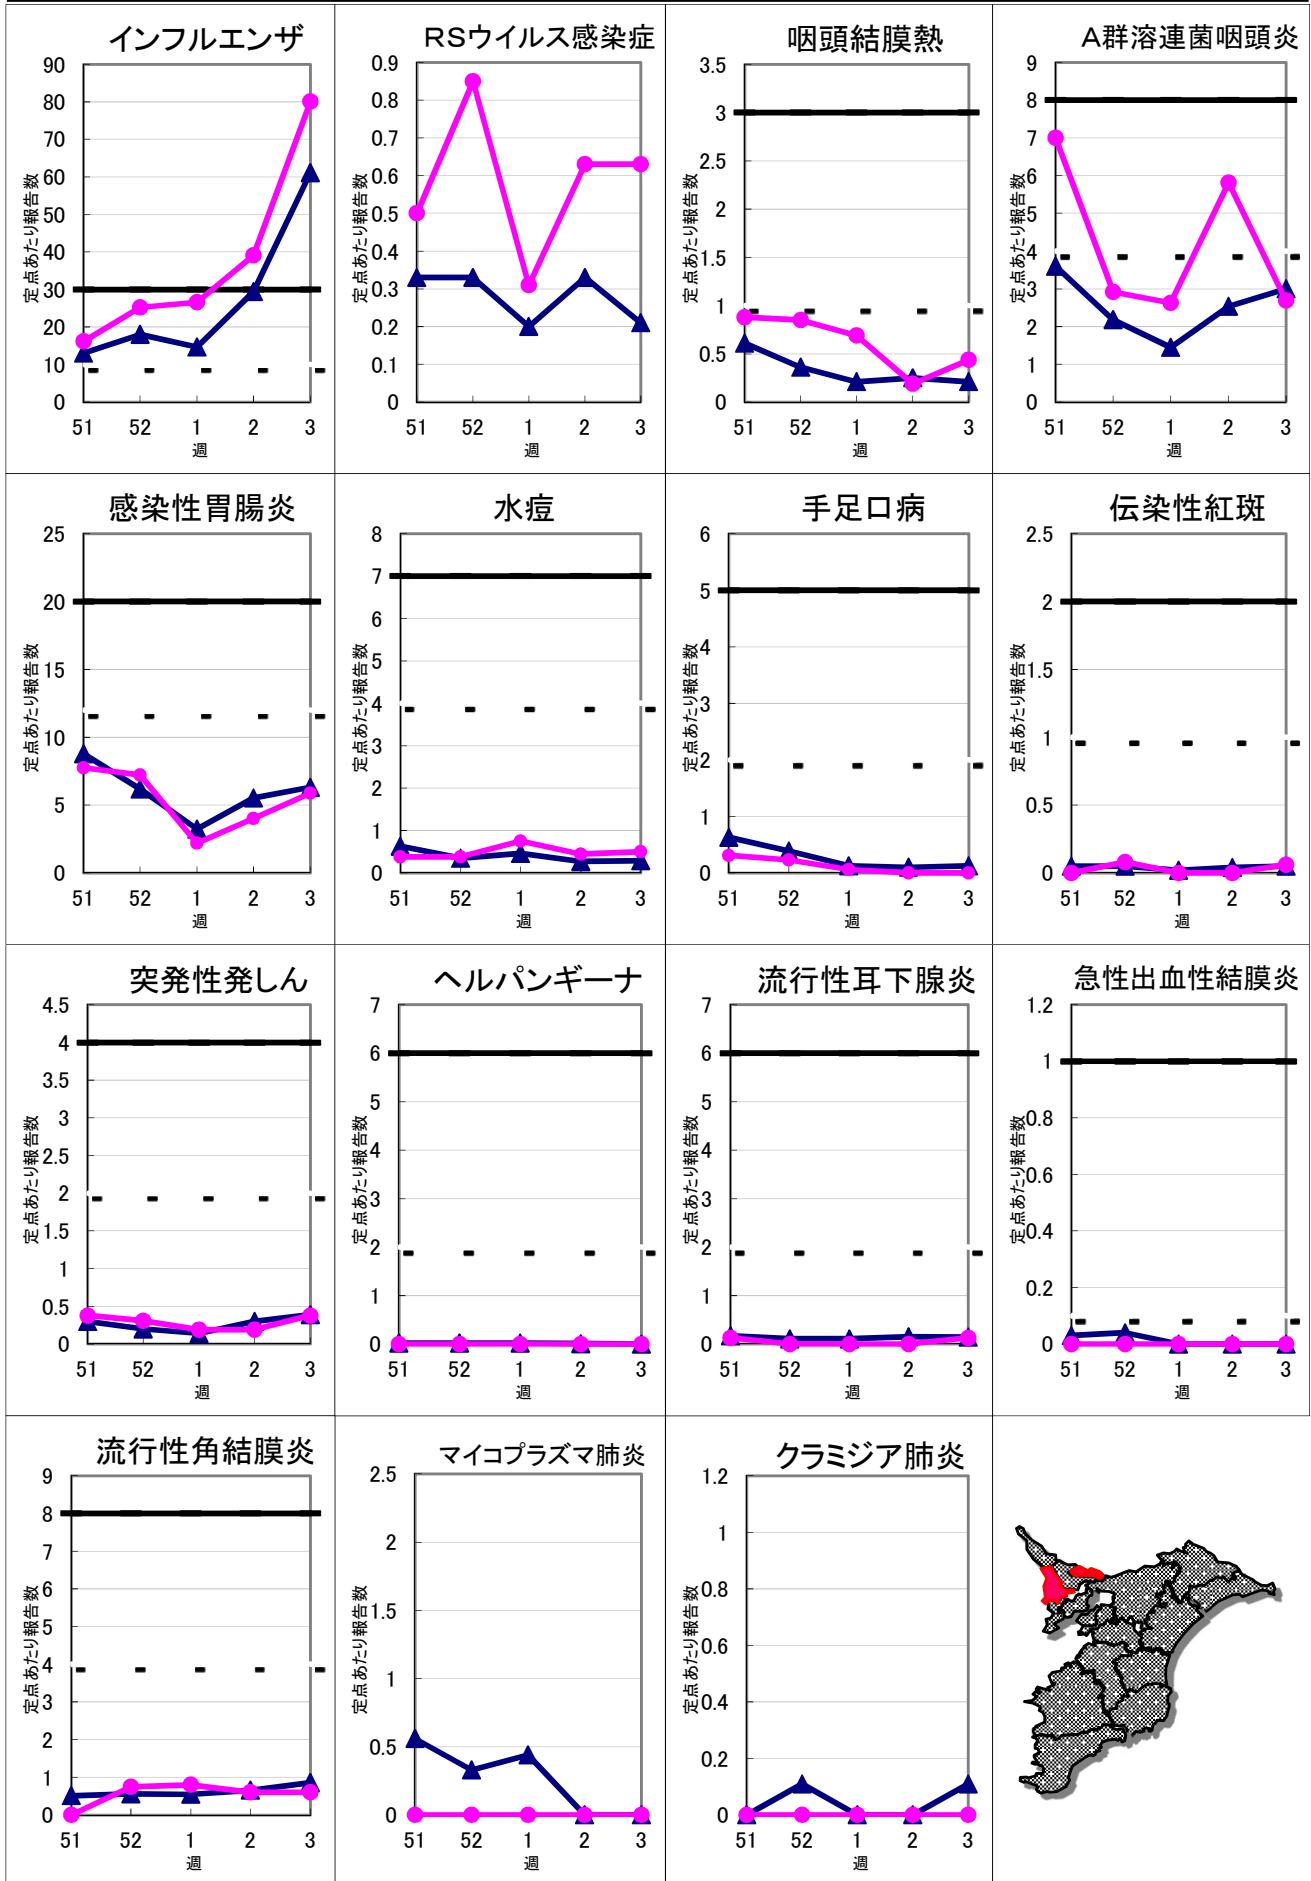 インフルエンザ
90
80
70
60
50
40
30
20
10
0
定点あたり報告数
51 52 1 2 3
週
RSウイルス感染症
0.9
0.8
0.7
0.6
0.5
0.4
0.3
0.2
0.1
0
定点あたり報告数
51 52 1 2 3
週
咽頭結膜熱
3.5
3
2.5
2
1.5
1
0.5
0
定点あたり報告数
51 52 1 2 3
週
A群溶連菌咽頭炎
9
8
7
6
5
4
3
2
1
0
定点あたり報告数
51 52 1 2 3
週
感染性胃腸炎
25
20
15
10
5
0
定点あたり報告数
51 52 1 2 3
週
水痘
8
7
6
5
4
3
2
1
0
定点あたり報告数
51 52 1 2 3
週
手足口病
6
5
4
3
2
1
0
定点あたり報告数
51 52 1 2 3
週
伝染性紅斑
2.5
2
1.5
1
0.5
0
定点あたり報告数
51 52 1 2 3
週
突発性発しん
4.5
4
3.5
3
2.5
2
1.5
1
0.5
0
定点あたり報告数
51 52 1 2 3
週
ヘルパンギーナ
7
6
5
4
3
2
1
0
定点あたり報告数
51 52 1 2 3
週
流行性耳下腺炎
7
6
5
4
3
2
1
0
定点あたり報告数
51 52 1 2 3
週
急性出血性結膜炎
1.2
1
0.8
0.6
0.4
0.2
0
定点あたり報告数
51 52 1 2 3
週
流行性角結膜炎
9
8
7
6
5
4
3
2
1
0
定点あたり報告数
51 52 1 2 3
週
マイコプラズマ肺炎
2.5
2
1.5
1
0.5
0
定点あたり報告数
51 52 1 2 3
週
クラミジア肺炎
1.2
1
0.8
0.6
0.4
0.2
0
定点あたり報告数
51 52 1 2 3
週